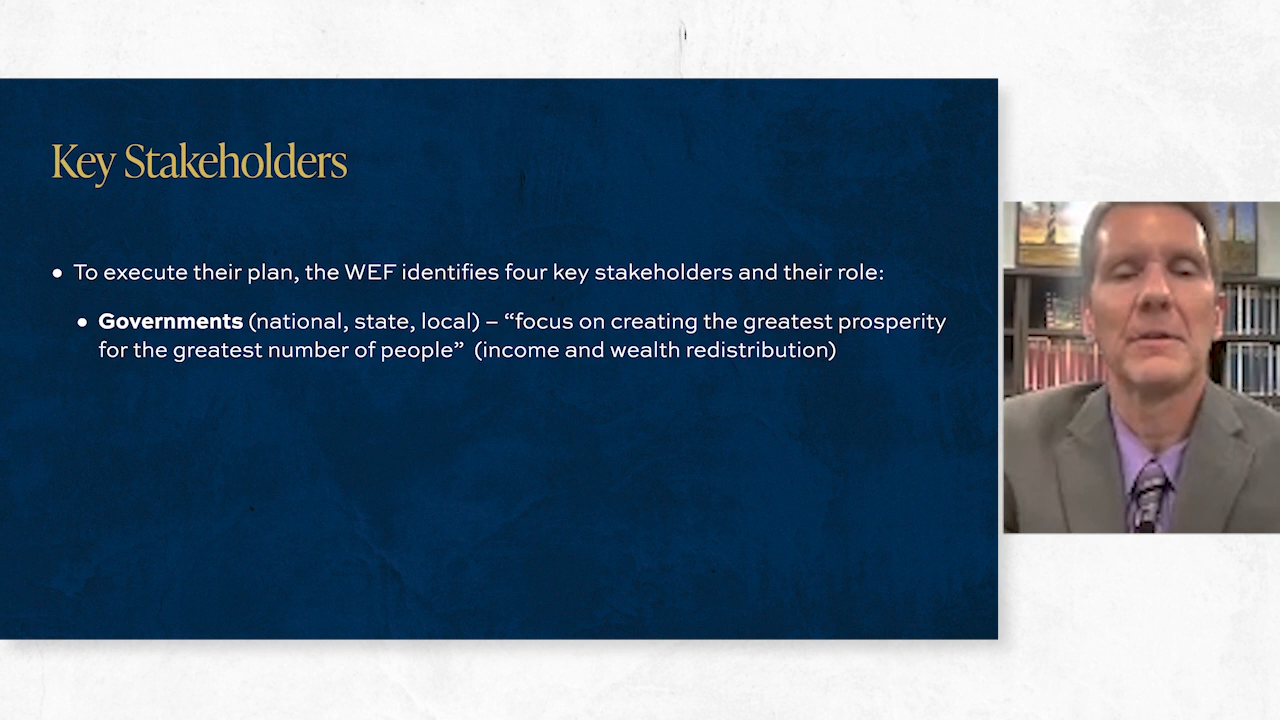 Key Stakeholders
• To execute their plan, the WEF identifies four key stakeholders and their role:
• Governments (national, state, local) – “focus on creating the greatest prosperity
for the greatest number of people” (income and wealth redistribution)